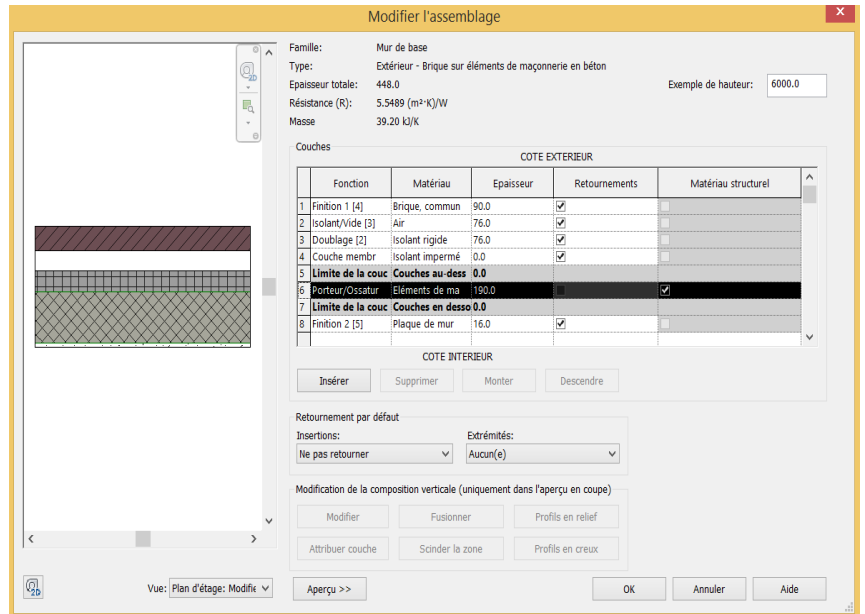 Modifier l'assemblage
x
Famille: Mur de base
Type: Extérieur - Brique sur éléments de maçonnerie en béton
Epaisseur totale: 448.0 Exemple de hauteur: 6000.0
Résistance (R): 5.5489 (m²·K)/W
Masse 39.20 kJ/K
Couches
COTE EXTERIEUR
Fonction Matériau Epaisseur Retournements Matériau structurel
1 Finition 1 [4] Brique, commun 90.0
2 Isolant/Vide [3] Air 76.0
3 Doublage [2] Isolant rigide 76.0
4 Couche membr Isolant impermé 0.0
5 Limite de la couc Couches au-dess 0.0
6 Porteur/Ossatur Eléments de ma 190.0
7 Limite de la couc Couches en desso 0.0
8 Finition 2 [5] Plaque de mur 16.0
COTE INTERIEUR
Insérer Supprimer Monter Descendre
Retournement par défaut
Insertions: Extrémités:
Ne pas retourner Aucun(e)
Modification de la composition verticale (uniquement dans l'aperçu en coupe)
Modifier Fusionner Profils en relief
Attribuer couche Scinder la zone Profils en creux
2D
2D Vue: Plan d'étage: Modifie Aperçu >> OK Annuler Aide